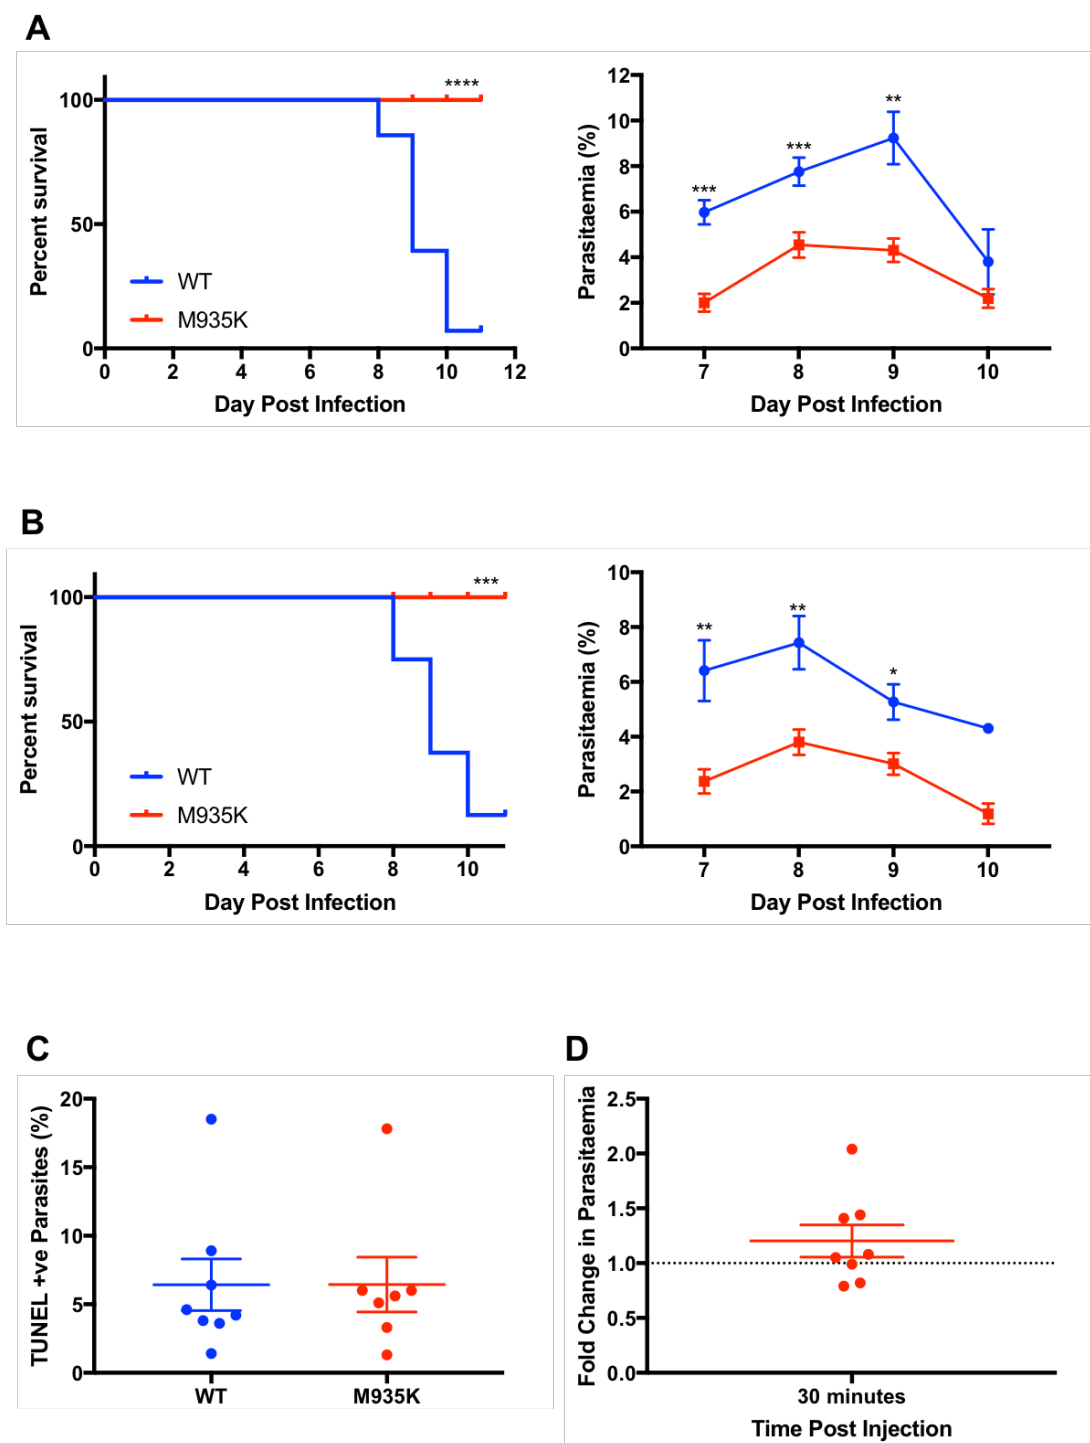 A
Percent survival
100
50
0
0 2 4 6 8 10 12
Day Post Infection
WT
M935K
****
Parasitaemia (%)
12
10
8
6
4
2
0
7 8 9 10
Day Post Infection
***
***
**
B
Percent survival
100
50
0
0 2 4 6 8 10
Day Post Infection
WT
M935K
***
Parasitaemia (%)
10
8
6
4
2
0
7 8 9 10
Day Post Infection
**
**
*
C
TUNEL +ve Parasites (%)
20
15
10
5
0
WT M935K
D
Fold Change in Parasitaemia
2.5
2.0
1.5
1.0
0.5
0.0
30 minutes
Time Post Injection